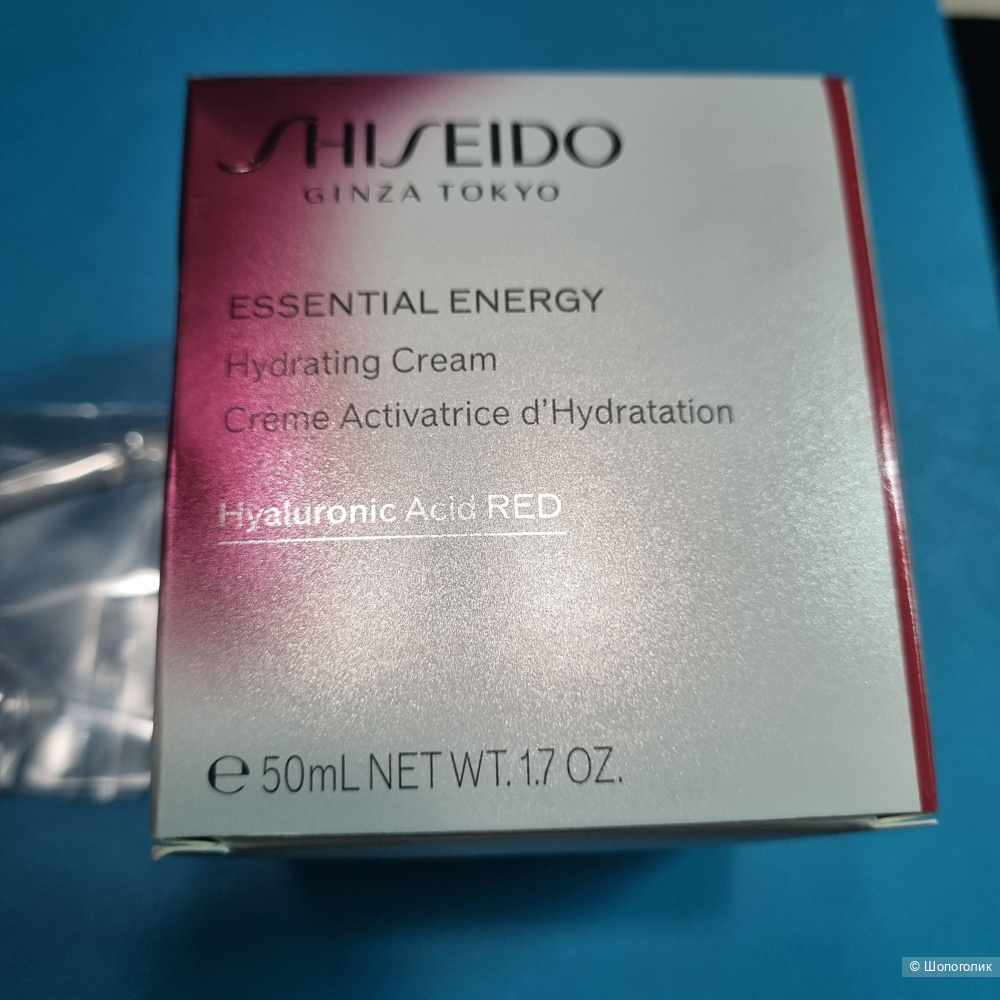 SHISEIDO
GINZA TOKYO
ESSENTIAL ENERGY
Hydrating Cream
Crème Activatrice d'Hydratation
Hyaluronic Acid RED
℮ 50mL NET WT. 1.7 OZ.
© Шопоголик